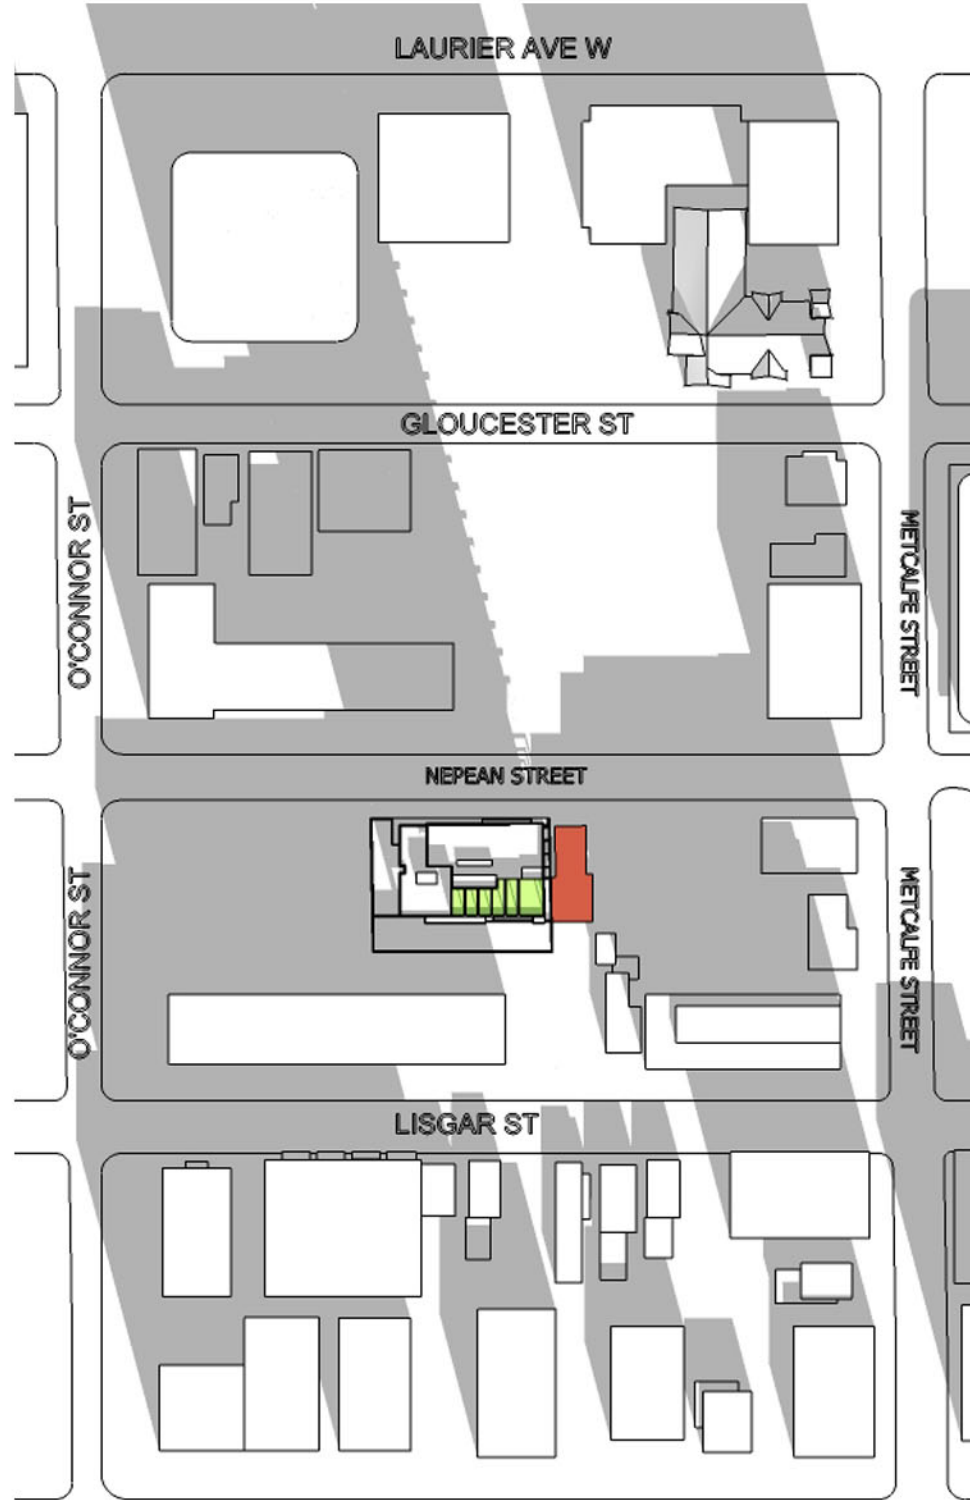 LAURIER AVE W
GLOUCESTER ST
O'CONNOR ST
METCALFE STREET
NEPEAN STREET
O'CONNOR ST
METCALFE STREET
LISGAR ST